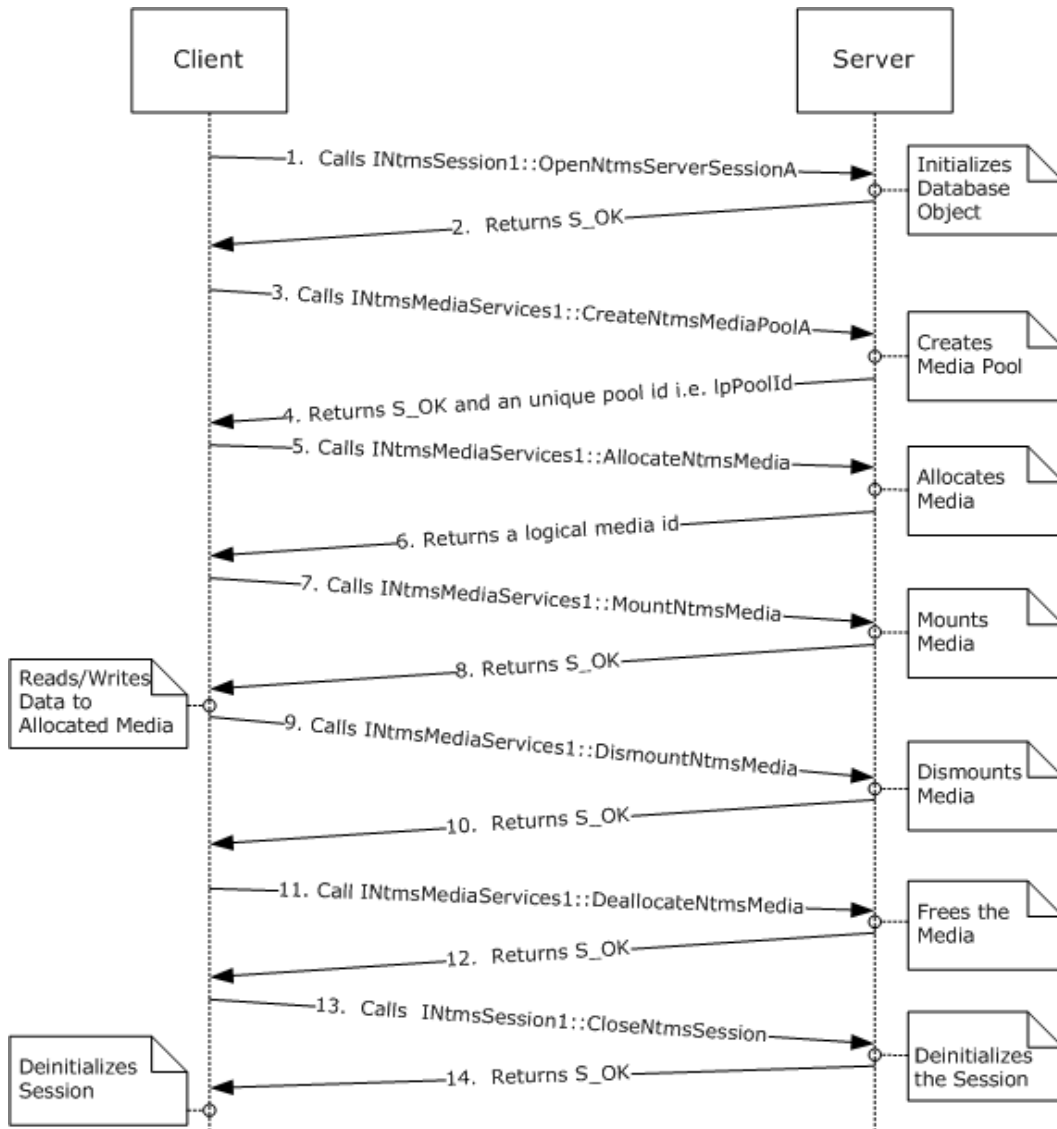 Client
Server
1.  Calls INtmsSession1::OpenNtmsServerSessionA
Initializes
Database
Object
2.  Returns S_OK
3. Calls INtmsMediaServices1::CreateNtmsMediaPoolA
Creates
Media Pool
4. Returns S_OK and an unique pool id i.e. lpPoolId
5. Calls INtmsMediaServices1::AllocateNtmsMedia
Allocates
Media
6. Returns a logical media id
7. Calls INtmsMediaServices1::MountNtmsMedia
Mounts
Media
8. Returns S_OK
Reads/Writes
Data to
Allocated Media
9. Calls INtmsMediaServices1::DismountNtmsMedia
Dismounts
Media
10.  Returns S_OK
11. Call INtmsMediaServices1::DeallocateNtmsMedia
Frees the
Media
12.  Returns S_OK
13.  Calls  INtmsSession1::CloseNtmsSession
Deinitializes
the Session
14.  Returns S_OK
Deinitializes
Session